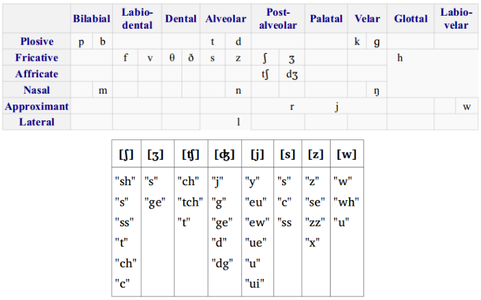 Bilabial Labio-dental Dental Alveolar Post-alveolar Palatal Velar Glottal Labio-velar
Plosive p b t d k g
Fricative f v θ ð s z ʃ ʒ h
Affricate tʃ dʒ
Nasal m n ŋ
Approximant r j w
Lateral l
[ʃ] [ʒ] [ʧ] [ʤ] [j] [s] [z] [w]
"sh" "s" "ch" "j" "y" "s" "z" "w"
"s" "ge" "tch" "g" "eu" "c" "se" "wh"
"ss" "t" "ge" "ew" "ss "zz" "u"
"t" "d" "ue" "x"
"ch" "dg" "u"
"c" "ui"